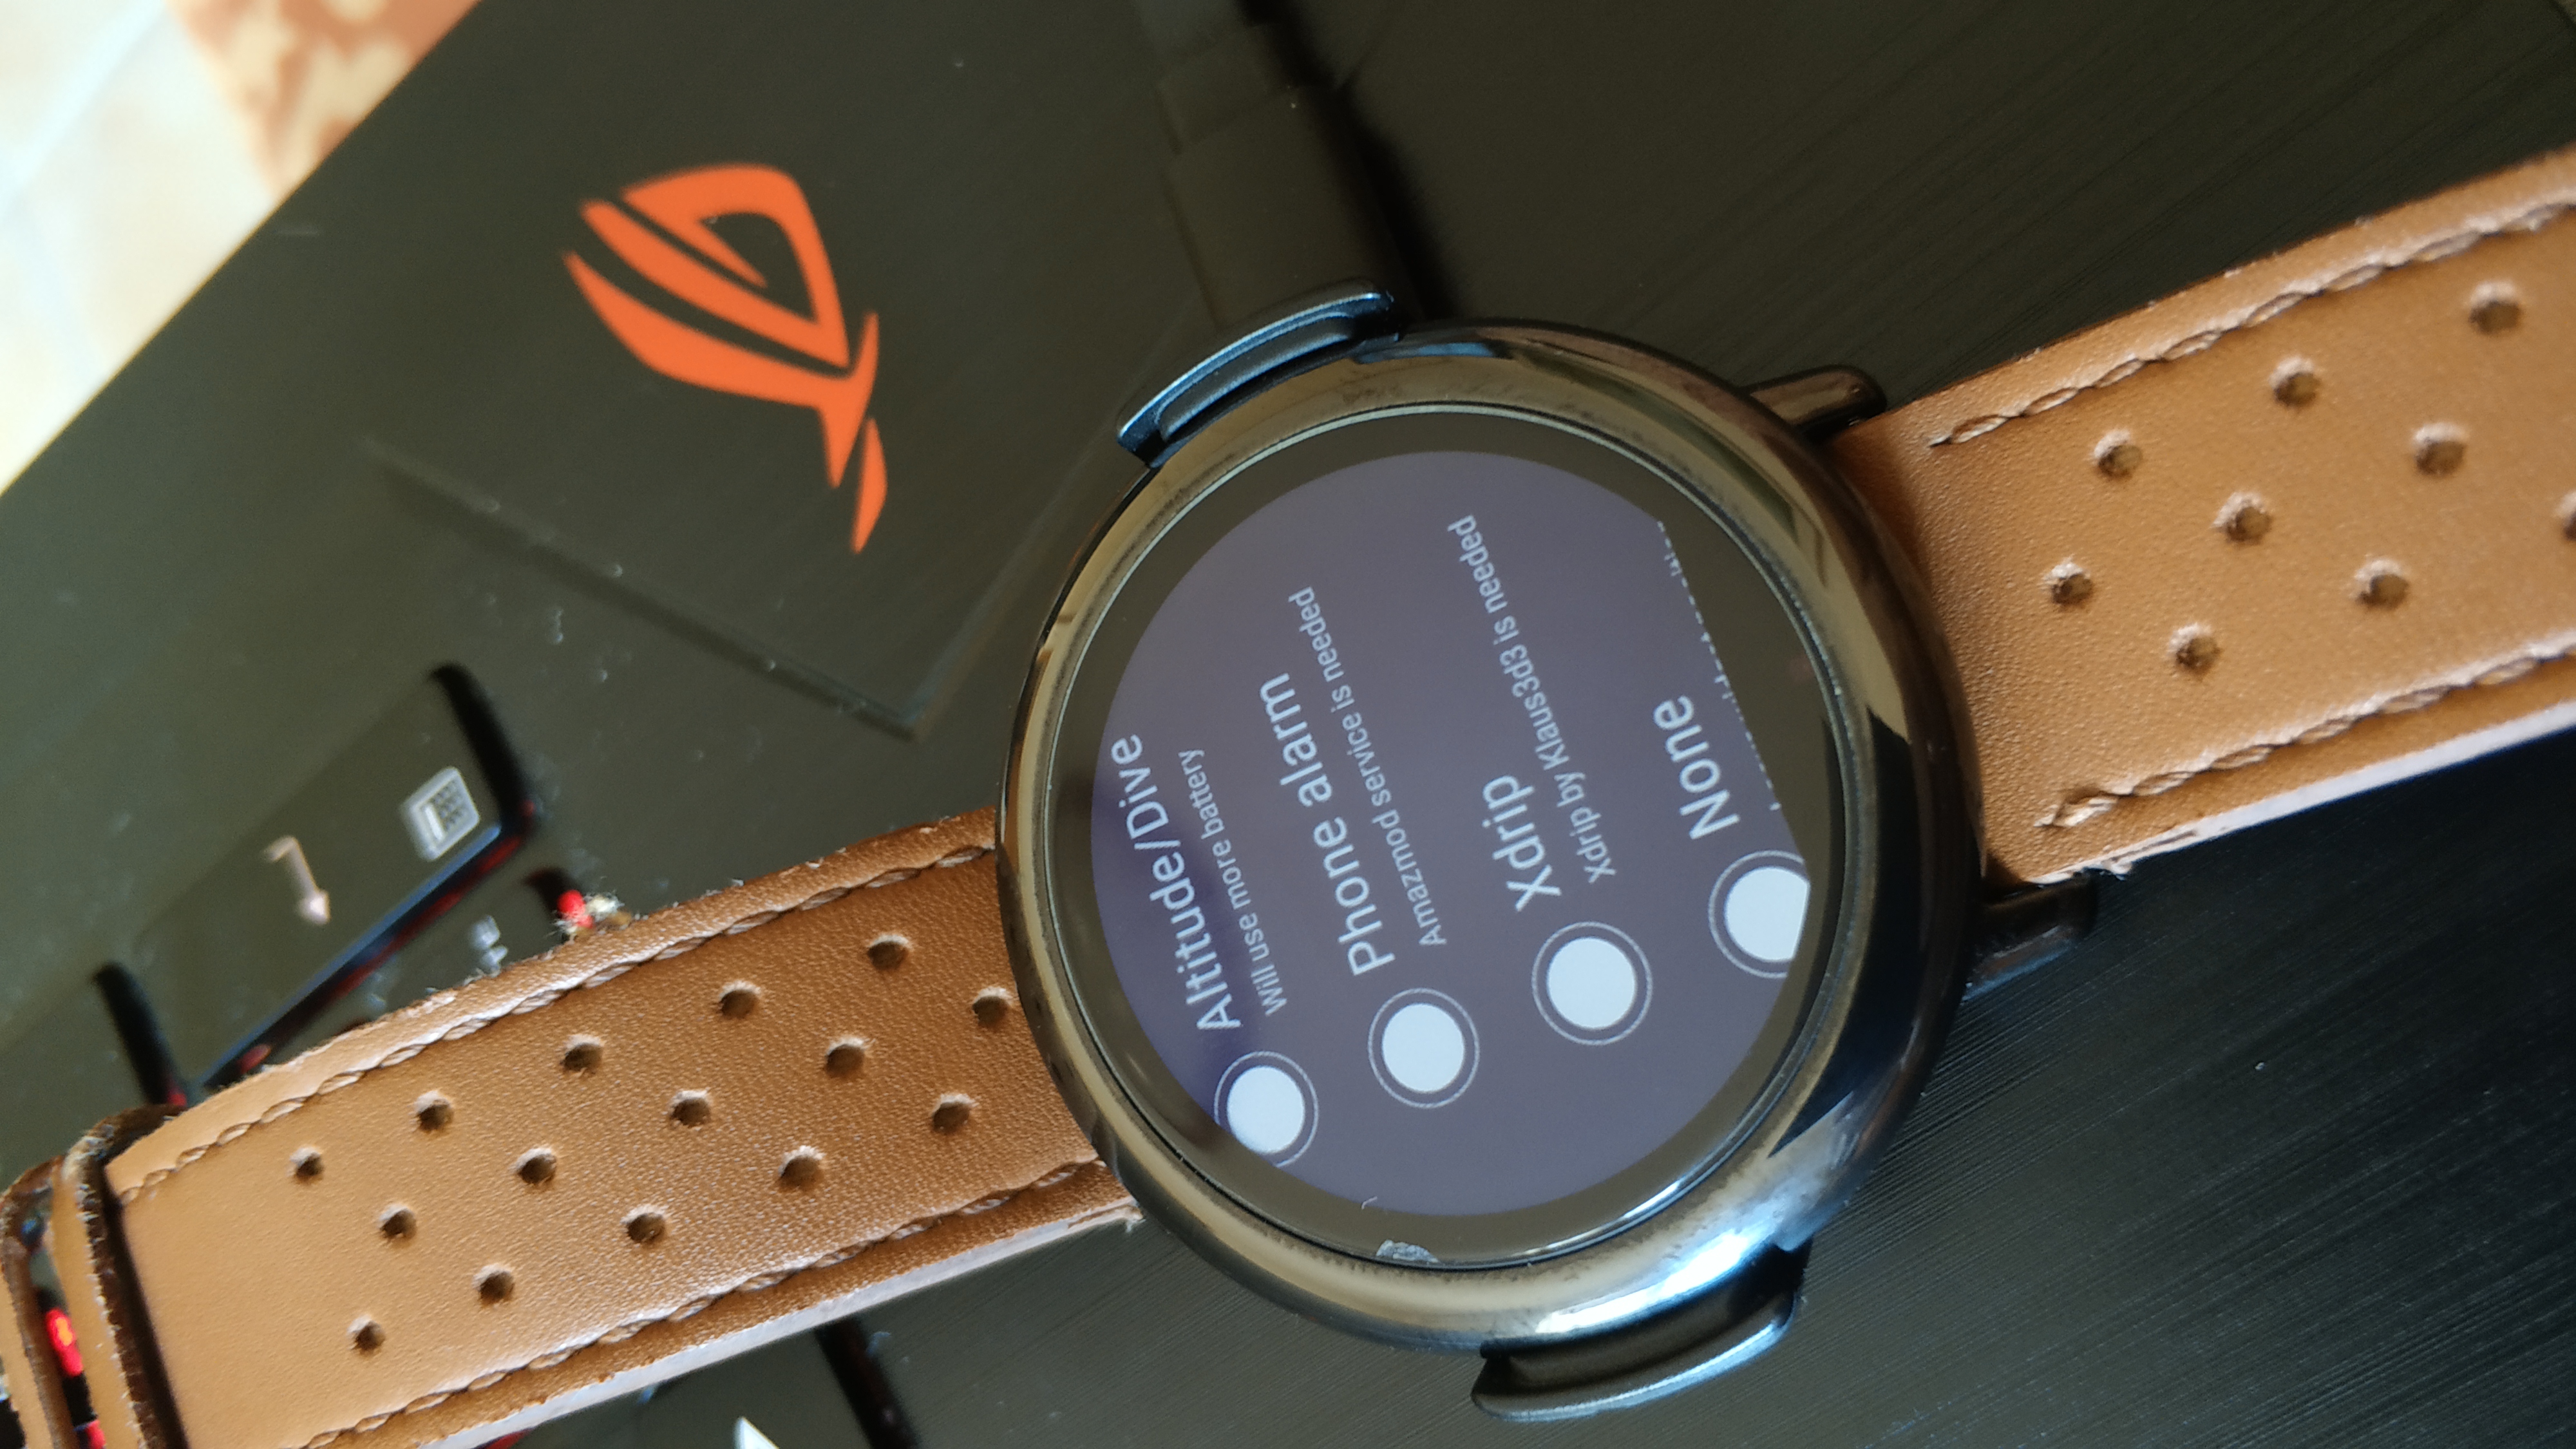 Altitude/Dive
Will use more battery
Phone alarm
Amazmod service is needed
Xdrip
Xdrip by Klaus3d3 is needed
None